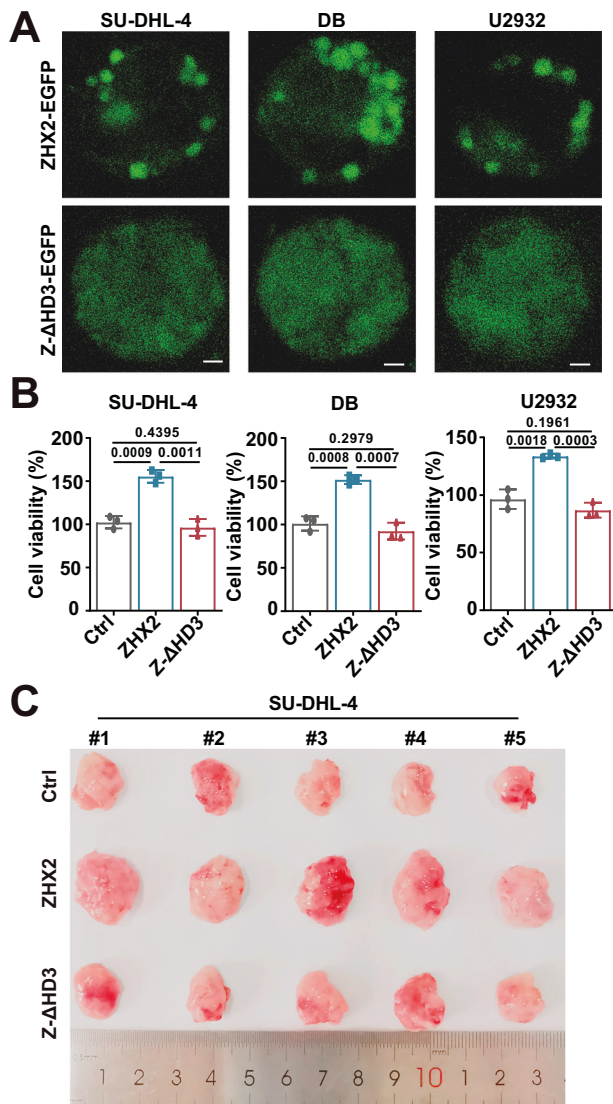 A
SU-DHL-4 DB U2932
ZHX2-EGFP
Z-ΔHD3-EGFP
B
SU-DHL-4
0.4395
0.0009 0.0011
Cell viability (%)
200
150
100
50
0
Ctrl ZHX2 Z-ΔHD3
DB
0.2979
0.0008 0.0007
Cell viability (%)
200
150
100
50
0
Ctrl ZHX2 Z-ΔHD3
U2932
0.1961
0.0018 0.0003
Cell viability (%)
150
100
50
0
Ctrl ZHX2 Z-ΔHD3
C
SU-DHL-4
#1 #2 #3 #4 #5
Ctrl
ZHX2
Z-ΔHD3
0.5mm mm
1 2 3 4 5 6 7 8 9 10 1 2 3